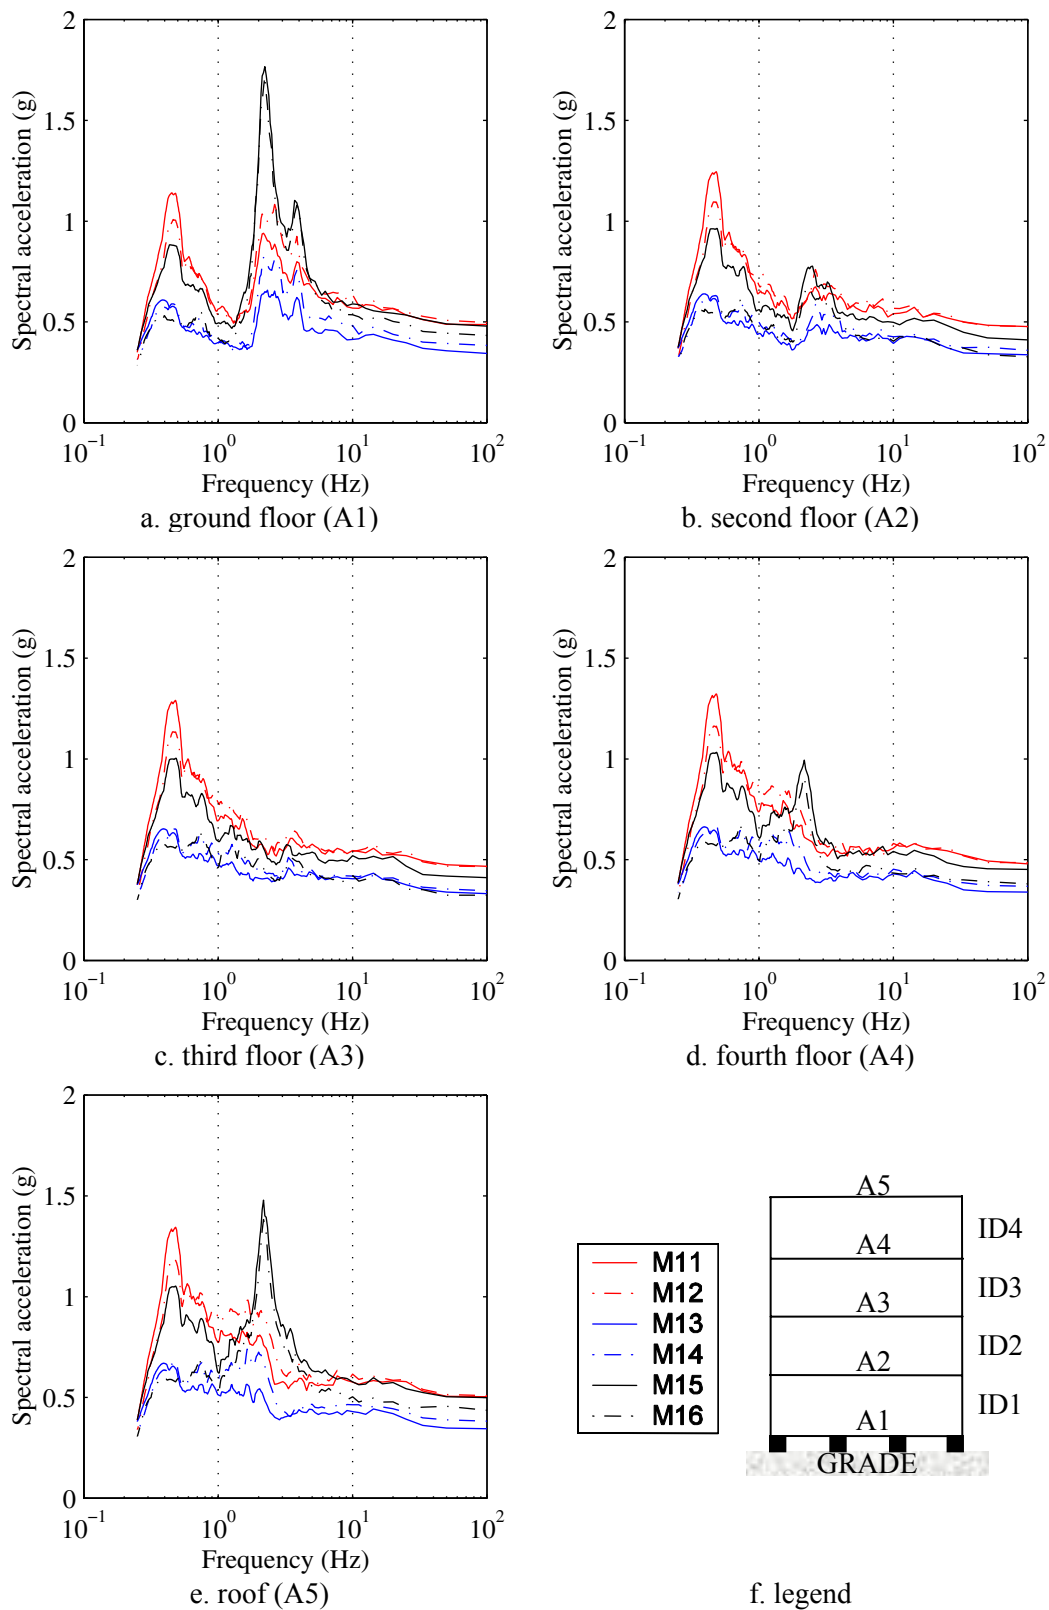 2
1.5
1
0.5
0
Spectral acceleration (g)
10^-1 10^0 10^1 10^2
Frequency (Hz)
a. ground floor (A1)
2
1.5
1
0.5
0
Spectral acceleration (g)
10^-1 10^0 10^1 10^2
Frequency (Hz)
b. second floor (A2)
2
1.5
1
0.5
0
Spectral acceleration (g)
10^-1 10^0 10^1 10^2
Frequency (Hz)
c. third floor (A3)
2
1.5
1
0.5
0
Spectral acceleration (g)
10^-1 10^0 10^1 10^2
Frequency (Hz)
d. fourth floor (A4)
2
1.5
1
0.5
0
Spectral acceleration (g)
10^-1 10^0 10^1 10^2
Frequency (Hz)
e. roof (A5)
M11
M12
M13
M14
M15
M16
A5
ID4
A4
ID3
A3
ID2
A2
ID1
A1
GRADE
f. legend